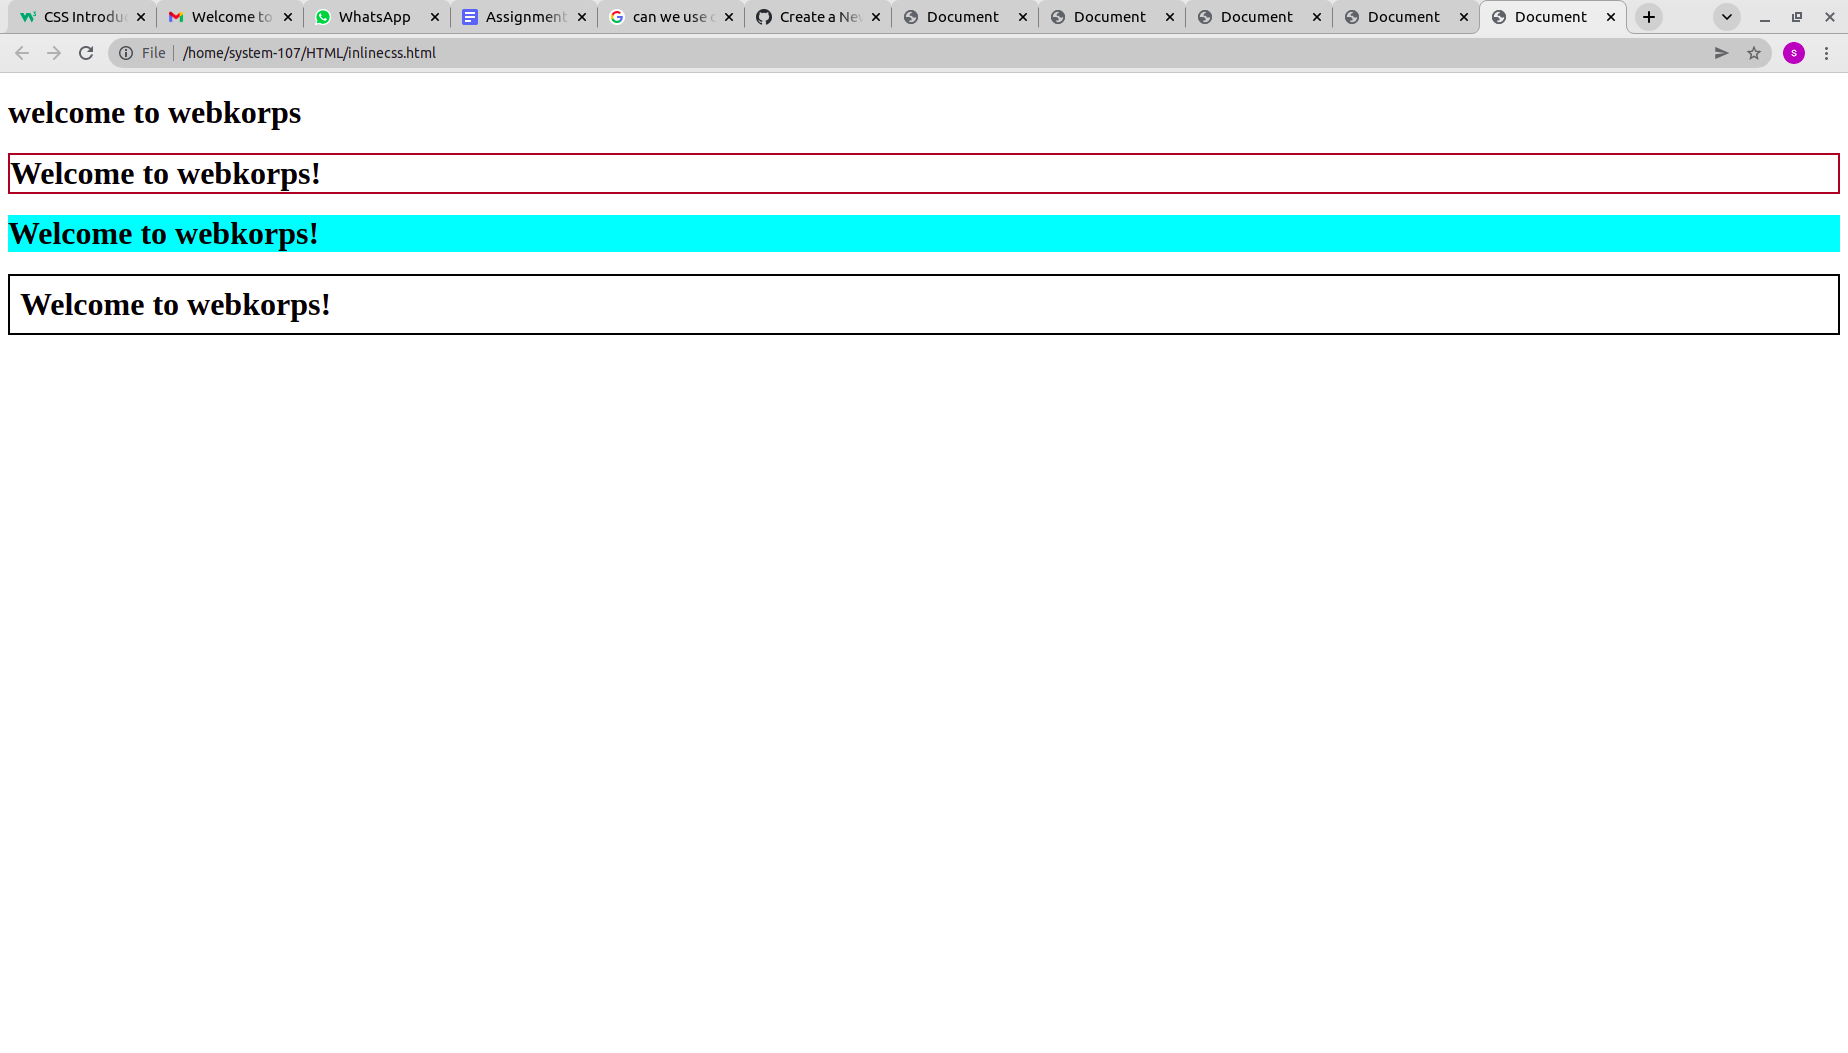 CSS Introdu
Welcome to
WhatsApp
Assignment
can we use
Create a Ne
Document
Document
Document
Document
Document
File
/home/system-107/HTML/inlinecss.html
s
welcome to webkorps
Welcome to webkorps!
Welcome to webkorps!
Welcome to webkorps!